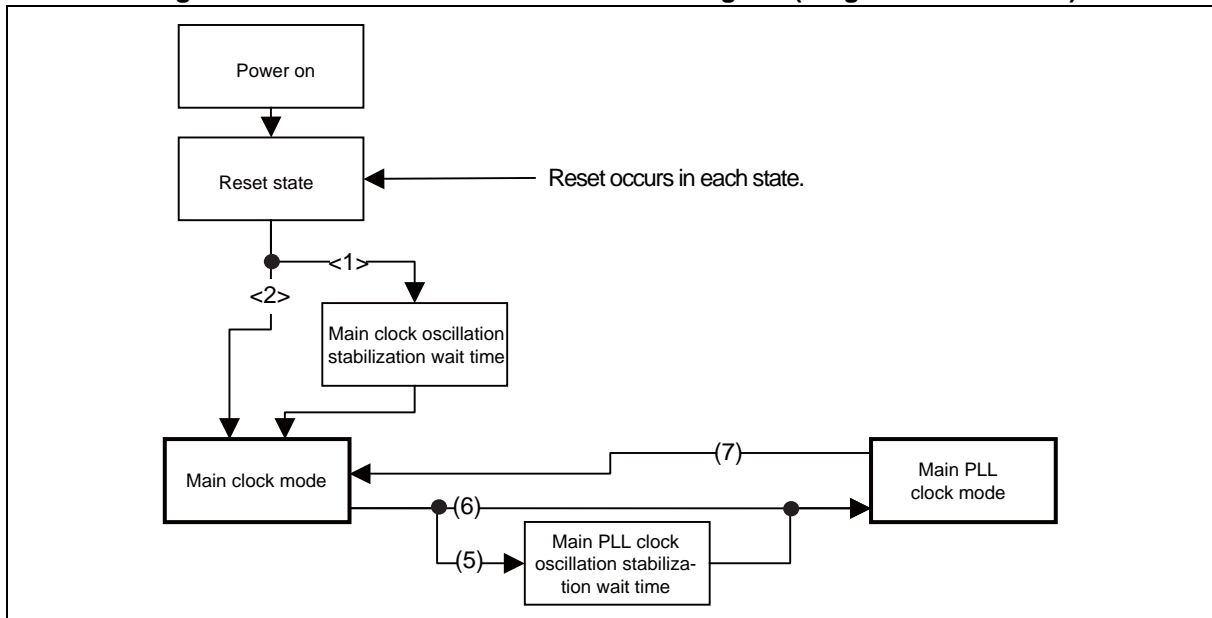 Power on
Reset state
Reset occurs in each state.
<1>
<2>
Main clock oscillation
stabilization wait time
Main clock mode
(7)
Main PLL
clock mode
(6)
(5)
Main PLL clock
oscillation stabiliza-
tion wait time